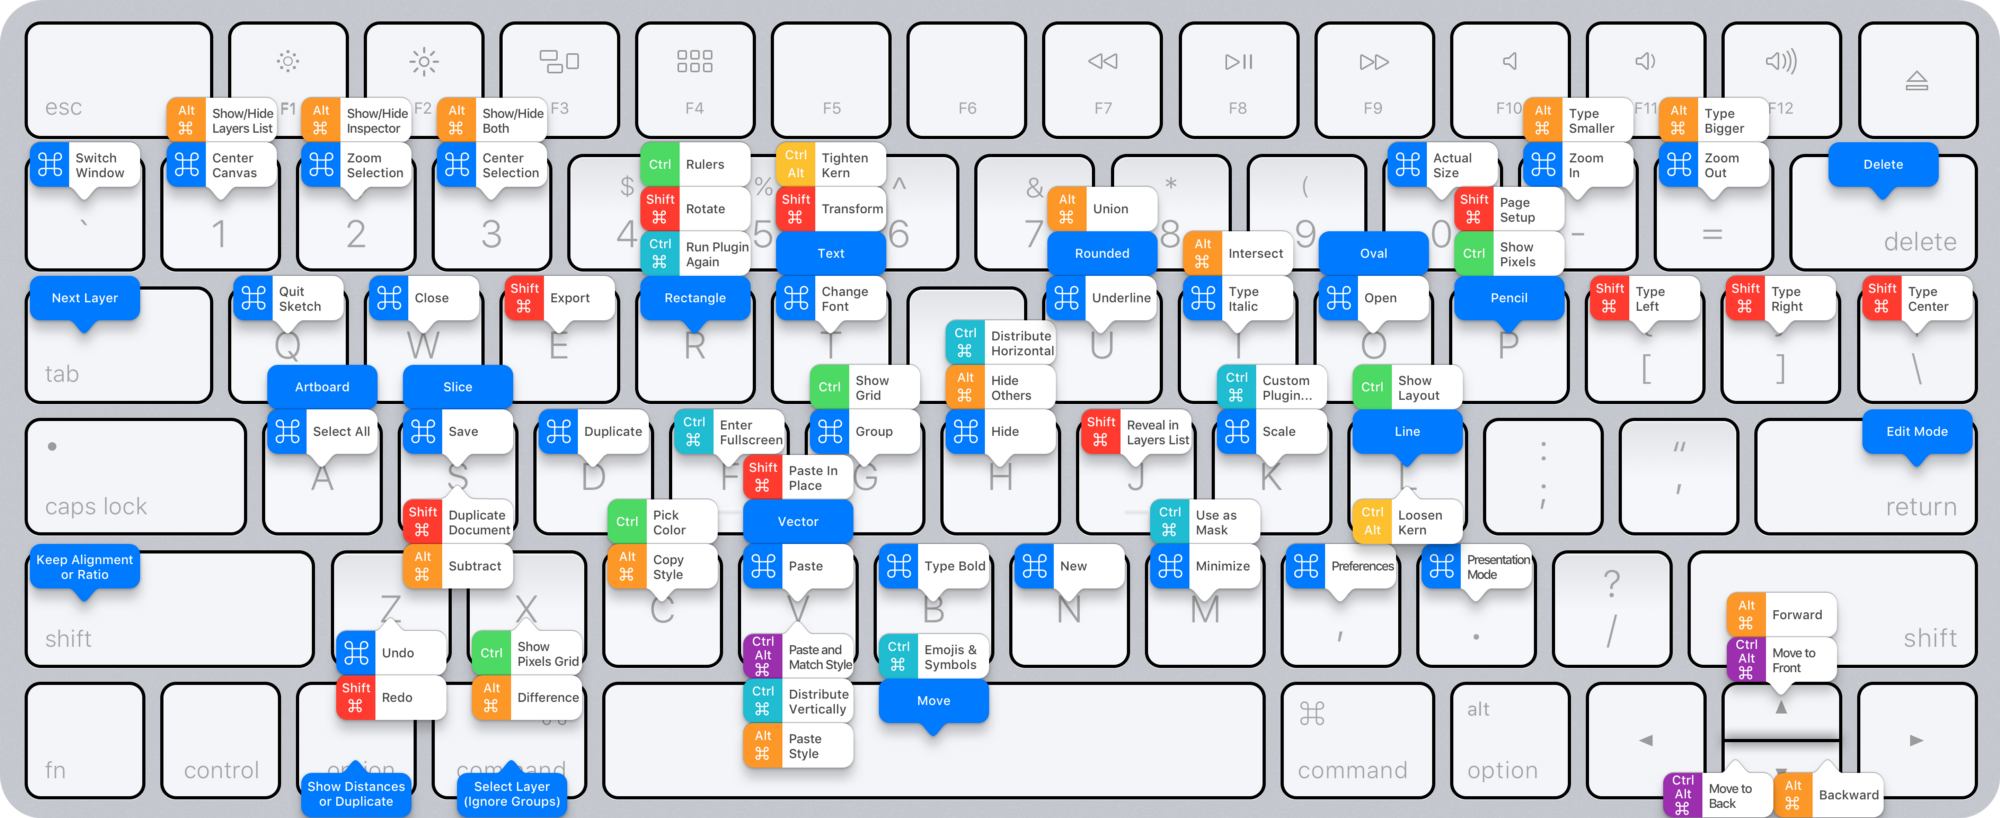 esc
F1
F2
F3
F4
F5
F6
F7
F8
F9
F10
F11
F12
Alt
⌘
Show/Hide
Layers List
Alt
⌘
Show/Hide
Inspector
Alt
⌘
Show/Hide
Both
Alt
⌘
Type
Smaller
Alt
⌘
Type
Bigger
⌘
Switch
Window
⌘
Center
Canvas
⌘
Zoom
Selection
⌘
Center
Selection
Ctrl
Rulers
Ctrl
Alt
Tighten
Kern
⌘
Actual
Size
⌘
Zoom
In
⌘
Zoom
Out
Delete
$
%
^
&
*
(
Shift
⌘
Rotate
Shift
⌘
Transform
Alt
⌘
Union
Shift
⌘
Page
Setup
`
1
2
3
4
5
6
7
8
9
0
-
=
delete
Ctrl
⌘
Run Plugin
Again
Text
Rounded
Alt
⌘
Intersect
Oval
Ctrl
Show
Pixels
Next Layer
⌘
Quit
Sketch
⌘
Close
Shift
⌘
Export
Rectangle
⌘
Change
Font
⌘
Underline
⌘
Type
Italic
⌘
Open
Pencil
Shift
⌘
Type
Left
Shift
⌘
Type
Right
Shift
⌘
Type
Center
tab
Q
W
E
R
T
U
I
O
P
[
]
\
Ctrl
⌘
Distribute
Horizontal
Artboard
Slice
Ctrl
Show
Grid
Alt
⌘
Hide
Others
Ctrl
⌘
Custom
Plugin...
Ctrl
Show
Layout
⌘
Select All
⌘
Save
⌘
Duplicate
Ctrl
⌘
Enter
Fullscreen
⌘
Group
⌘
Hide
Shift
⌘
Reveal in
Layers List
⌘
Scale
Line
Edit Mode
caps lock
A
S
D
F
G
H
J
K
L
:
;
"
'
return
Shift
⌘
Paste In
Place
Shift
⌘
Duplicate
Document
Ctrl
Pick
Color
Vector
Ctrl
⌘
Use as
Mask
Ctrl
Alt
Loosen
Kern
Keep Alignment
or Ratio
Alt
⌘
Subtract
Alt
⌘
Copy
Style
⌘
Paste
⌘
Type Bold
⌘
New
⌘
Minimize
⌘
Preferences
⌘
Presentation
Mode
shift
Z
X
C
V
B
N
M
,
.
?
/
shift
Alt
⌘
Forward
⌘
Undo
Ctrl
Show
Pixels Grid
Ctrl
Alt
⌘
Paste and
Match Style
Ctrl
⌘
Emojis &
Symbols
Ctrl
Alt
⌘
Move to
Front
Shift
⌘
Redo
Alt
⌘
Difference
Ctrl
⌘
Distribute
Vertically
Move
Alt
⌘
Paste
Style
⌘
⌘
alt
fn
control
command
command
option
Show Distances
or Duplicate
Select Layer
(Ignore Groups)
Ctrl
Alt
⌘
Move to
Back
Alt
⌘
Backward